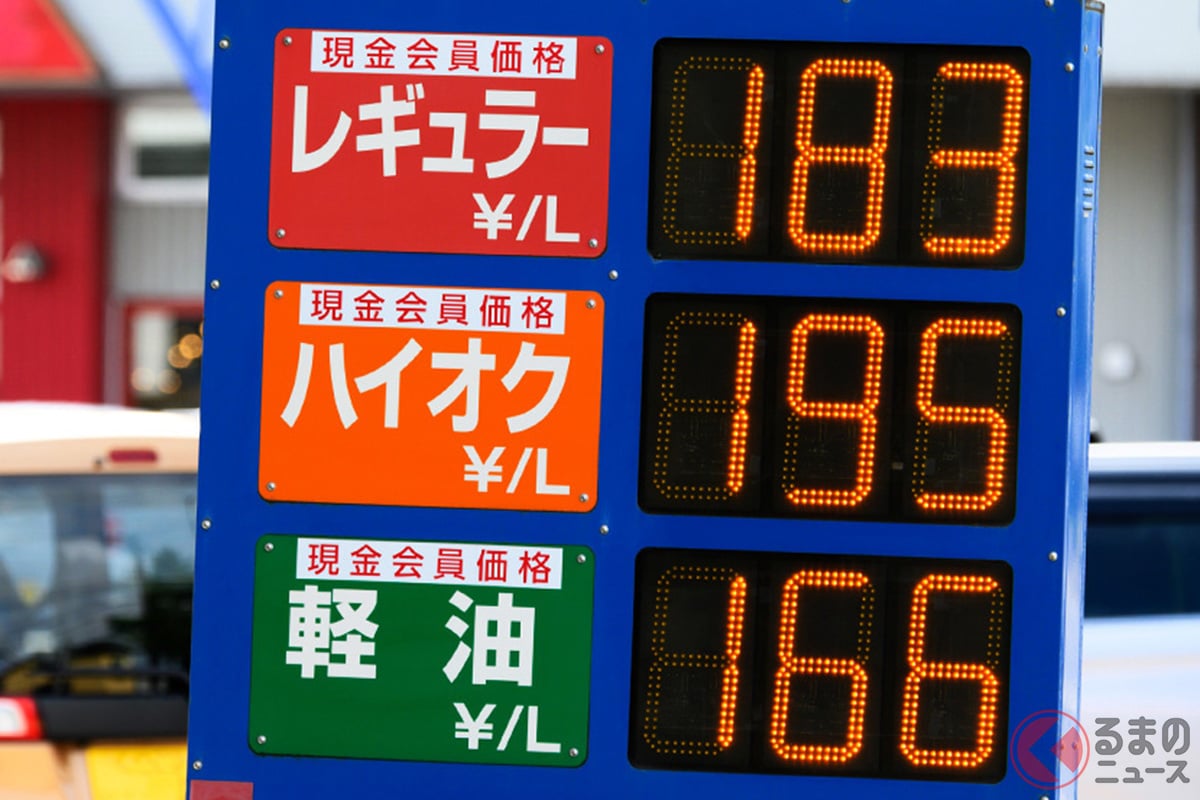 現金会員価格
レギュラー
¥/L
183
現金会員価格
ハイオク
¥/L
195
現金会員価格
軽油
¥/L
166
くるまの
ニュース